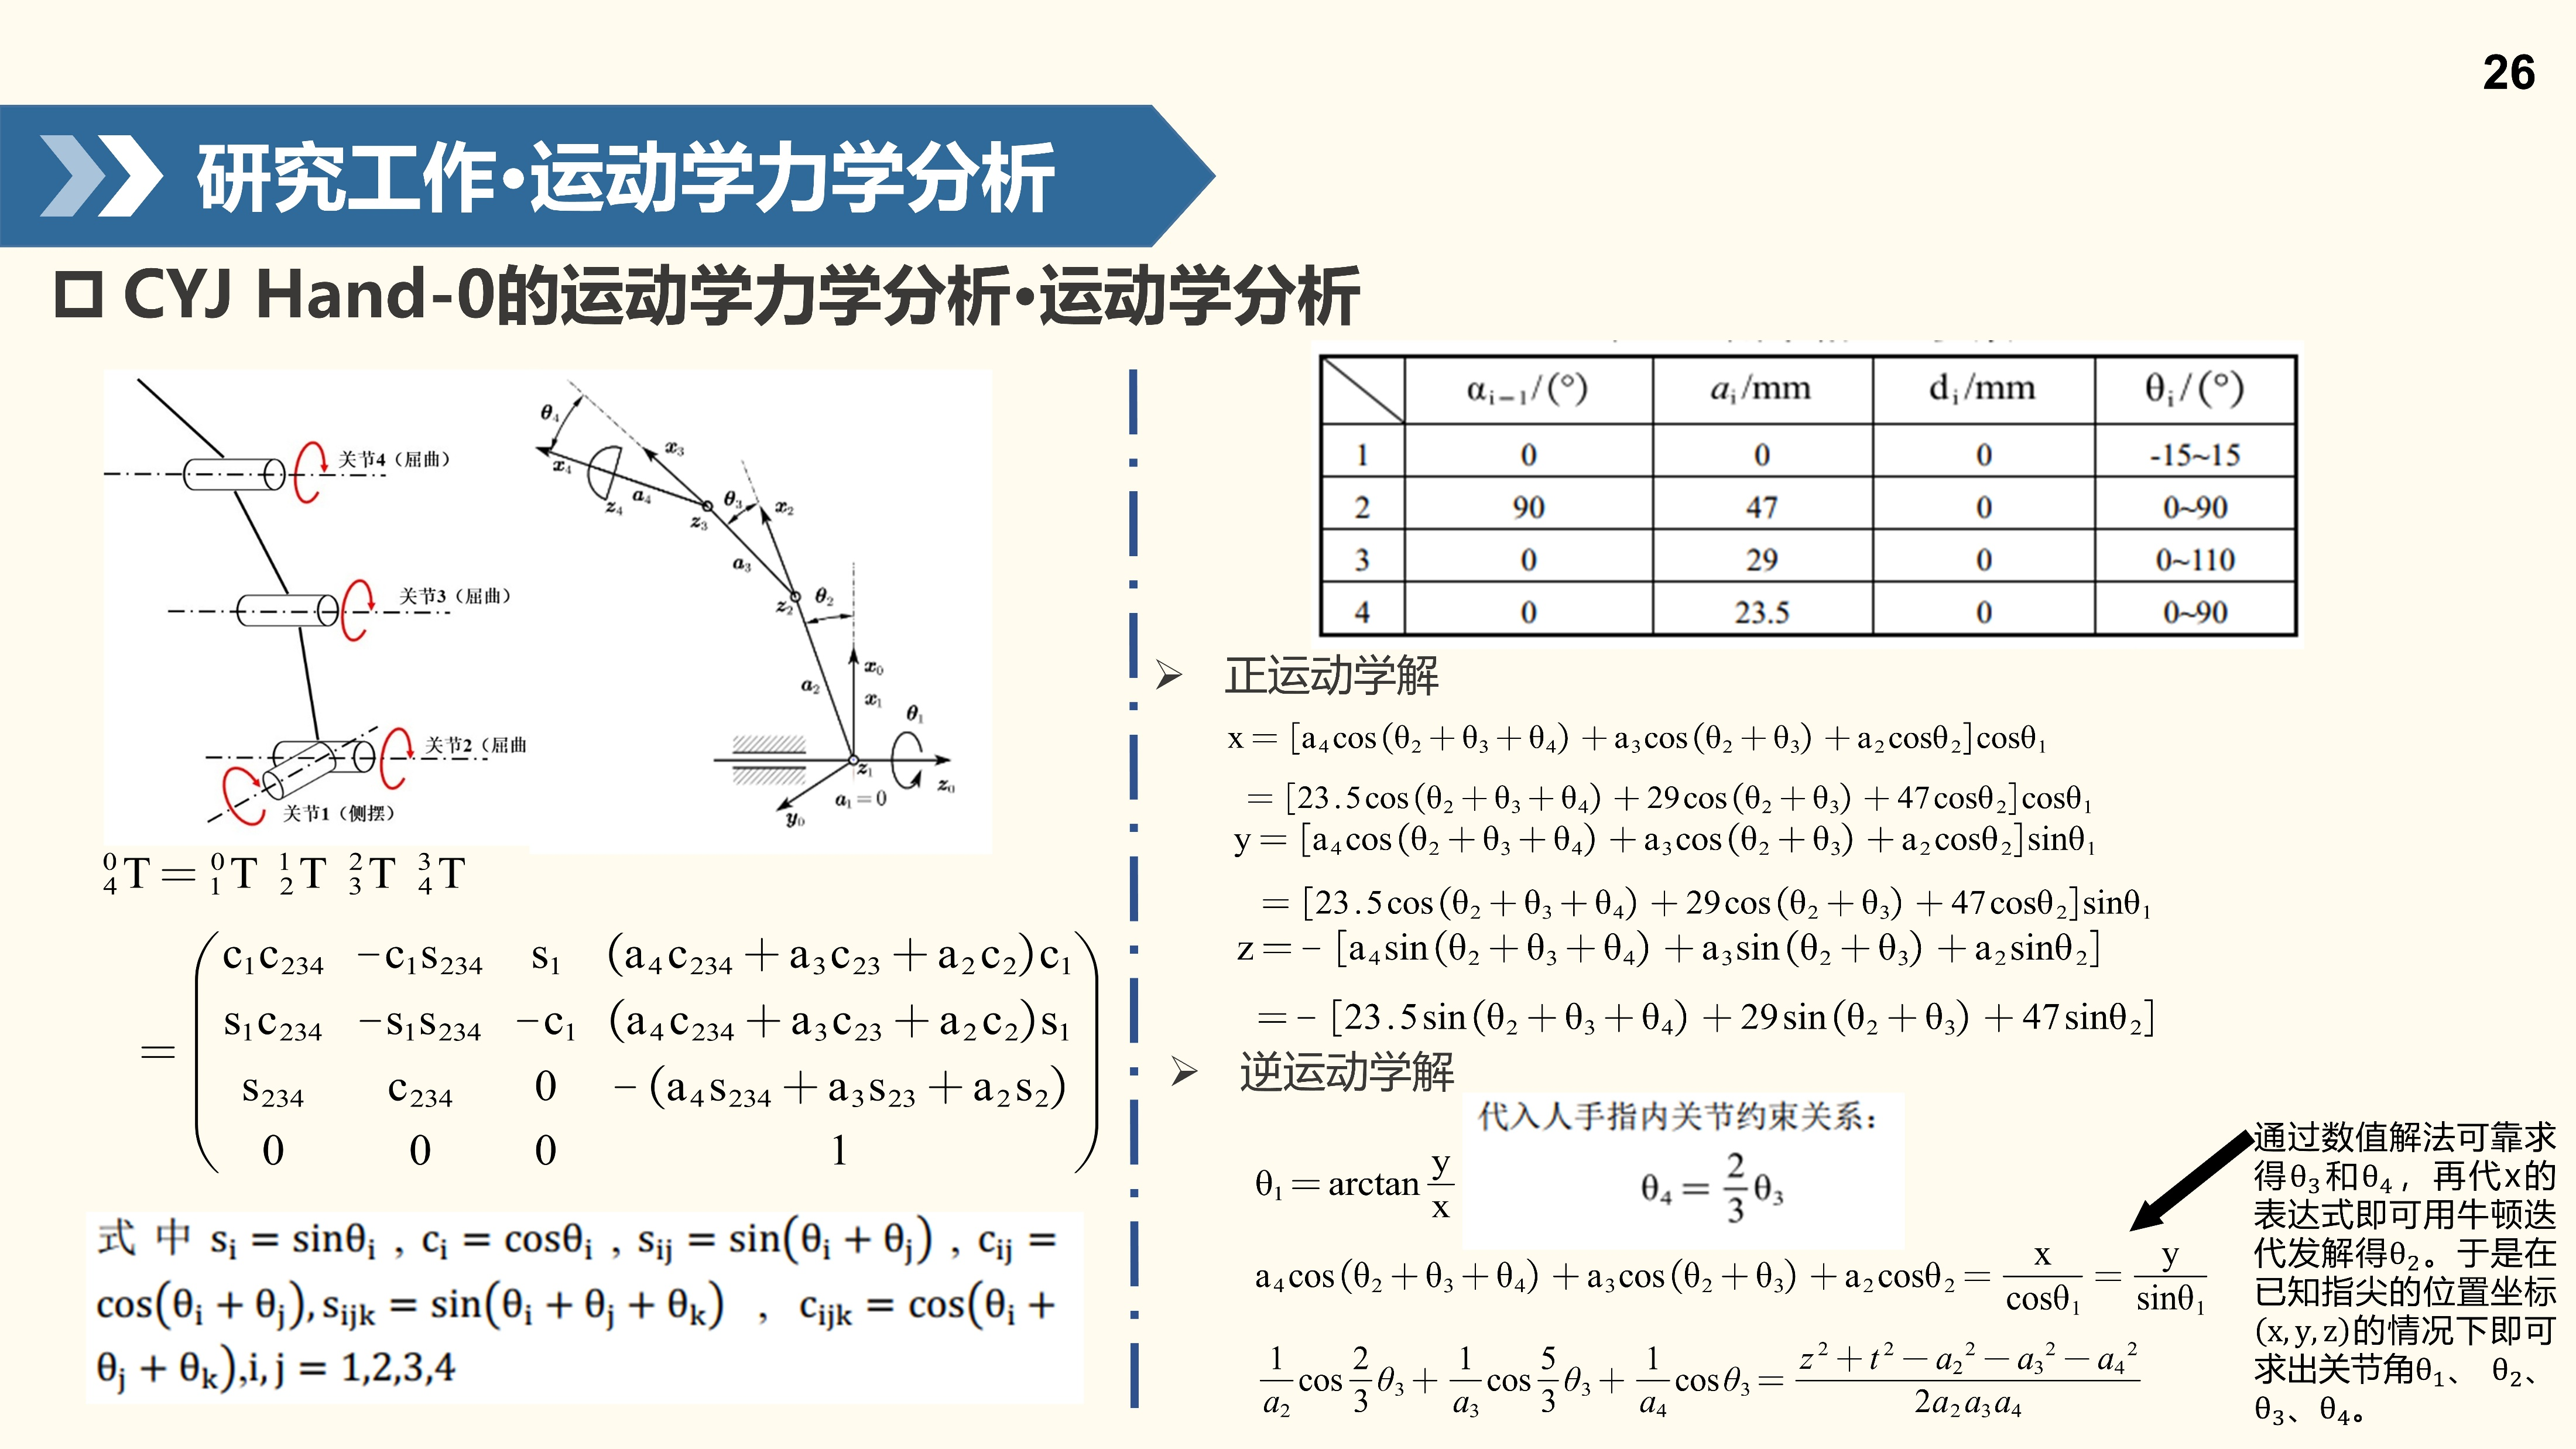 26
研究工作•运动学力学分析
CYJ Hand-0的运动学力学分析•运动学分析
关节4（屈曲）
关节3（屈曲）
关节2（屈曲
关节1（侧摆）
θ₄
x₄
z₄
a₄
x₃
θ₃
z₃
x₂
a₃
z₂
θ₂
a₂
x₀
x₁
θ₁
z₁
z₀
a₁ = 0
y₀
⁰₄T = ⁰₁T ¹₂T ²₃T ³₄T
= ( c₁c₂₃₄ −c₁s₂₃₄ s₁ (a₄c₂₃₄ + a₃c₂₃ + a₂c₂)c₁
s₁c₂₃₄ −s₁s₂₃₄ −c₁ (a₄c₂₃₄ + a₃c₂₃ + a₂c₂)s₁
s₂₃₄ c₂₃₄ 0 −(a₄s₂₃₄ + a₃s₂₃ + a₂s₂)
0 0 0 1 )
式 中 sᵢ = sinθᵢ , cᵢ = cosθᵢ , sᵢⱼ = sin(θᵢ + θⱼ) , cᵢⱼ =
cos(θᵢ + θⱼ), sᵢⱼₖ = sin(θᵢ + θⱼ + θₖ) , cᵢⱼₖ = cos(θᵢ +
θⱼ + θₖ),i, j = 1,2,3,4
αᵢ₋₁/(°) aᵢ/mm dᵢ/mm θᵢ/(°)
1 0 0 0 -15~15
2 90 47 0 0~90
3 0 29 0 0~110
4 0 23.5 0 0~90
➢ 正运动学解
x = [a₄cos(θ₂ + θ₃ + θ₄) + a₃cos(θ₂ + θ₃) + a₂cosθ₂]cosθ₁
= [23.5cos(θ₂ + θ₃ + θ₄) + 29cos(θ₂ + θ₃) + 47cosθ₂]cosθ₁
y = [a₄cos(θ₂ + θ₃ + θ₄) + a₃cos(θ₂ + θ₃) + a₂cosθ₂]sinθ₁
= [23.5cos(θ₂ + θ₃ + θ₄) + 29cos(θ₂ + θ₃) + 47cosθ₂]sinθ₁
z = − [a₄sin(θ₂ + θ₃ + θ₄) + a₃sin(θ₂ + θ₃) + a₂sinθ₂]
= − [23.5sin(θ₂ + θ₃ + θ₄) + 29sin(θ₂ + θ₃) + 47sinθ₂]
➢ 逆运动学解
代入人手指内关节约束关系：
θ₁ = arctan y/x
θ₄ = 2/3 θ₃
a₄cos(θ₂ + θ₃ + θ₄) + a₃cos(θ₂ + θ₃) + a₂cosθ₂ = x/cosθ₁ = y/sinθ₁
1/a₂ cos 2/3 θ₃ + 1/a₃ cos 5/3 θ₃ + 1/a₄ cosθ₃ = (z² + t² − a₂² − a₃² − a₄²)/(2a₂a₃a₄)
通过数值解法可靠求
得θ₃和θ₄，再代x的
表达式即可用牛顿迭
代发解得θ₂。于是在
已知指尖的位置坐标
(x, y, z)的情况下即可
求出关节角θ₁、 θ₂、
θ₃、θ₄。